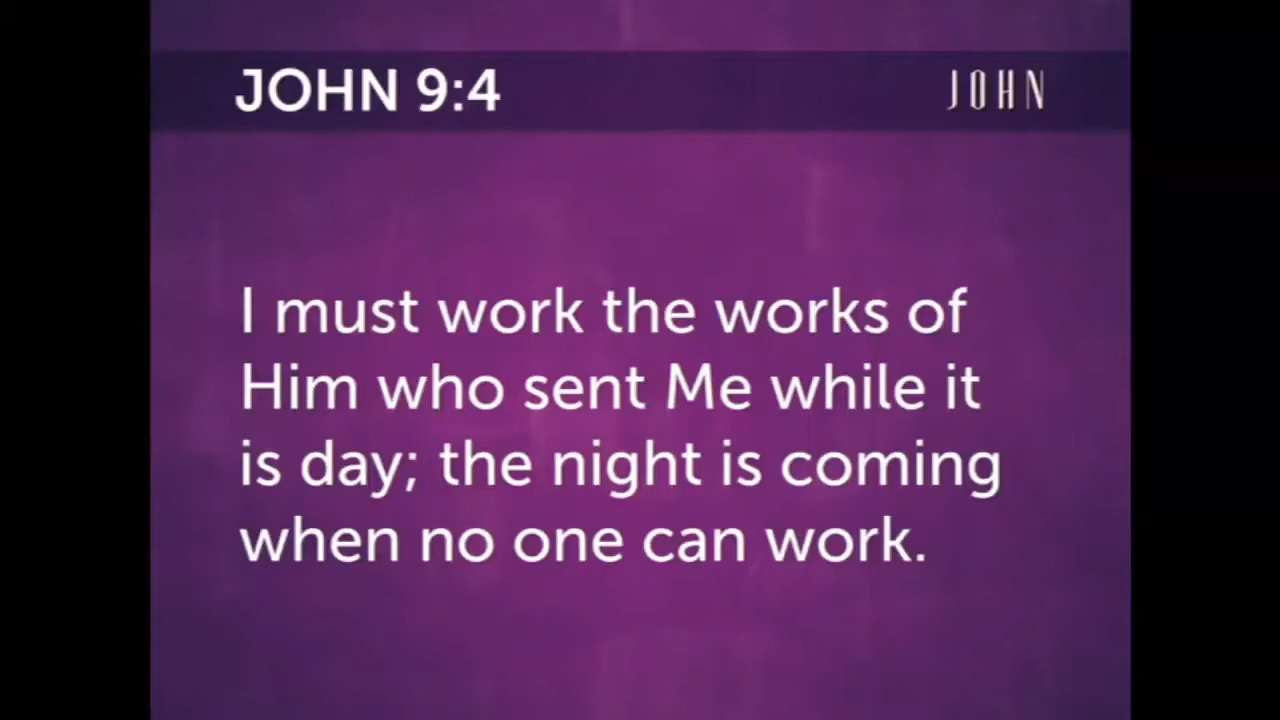 JOHN 9:4
JOHN
I must work the works of
Him who sent Me while it
is day; the night is coming
when no one can work.